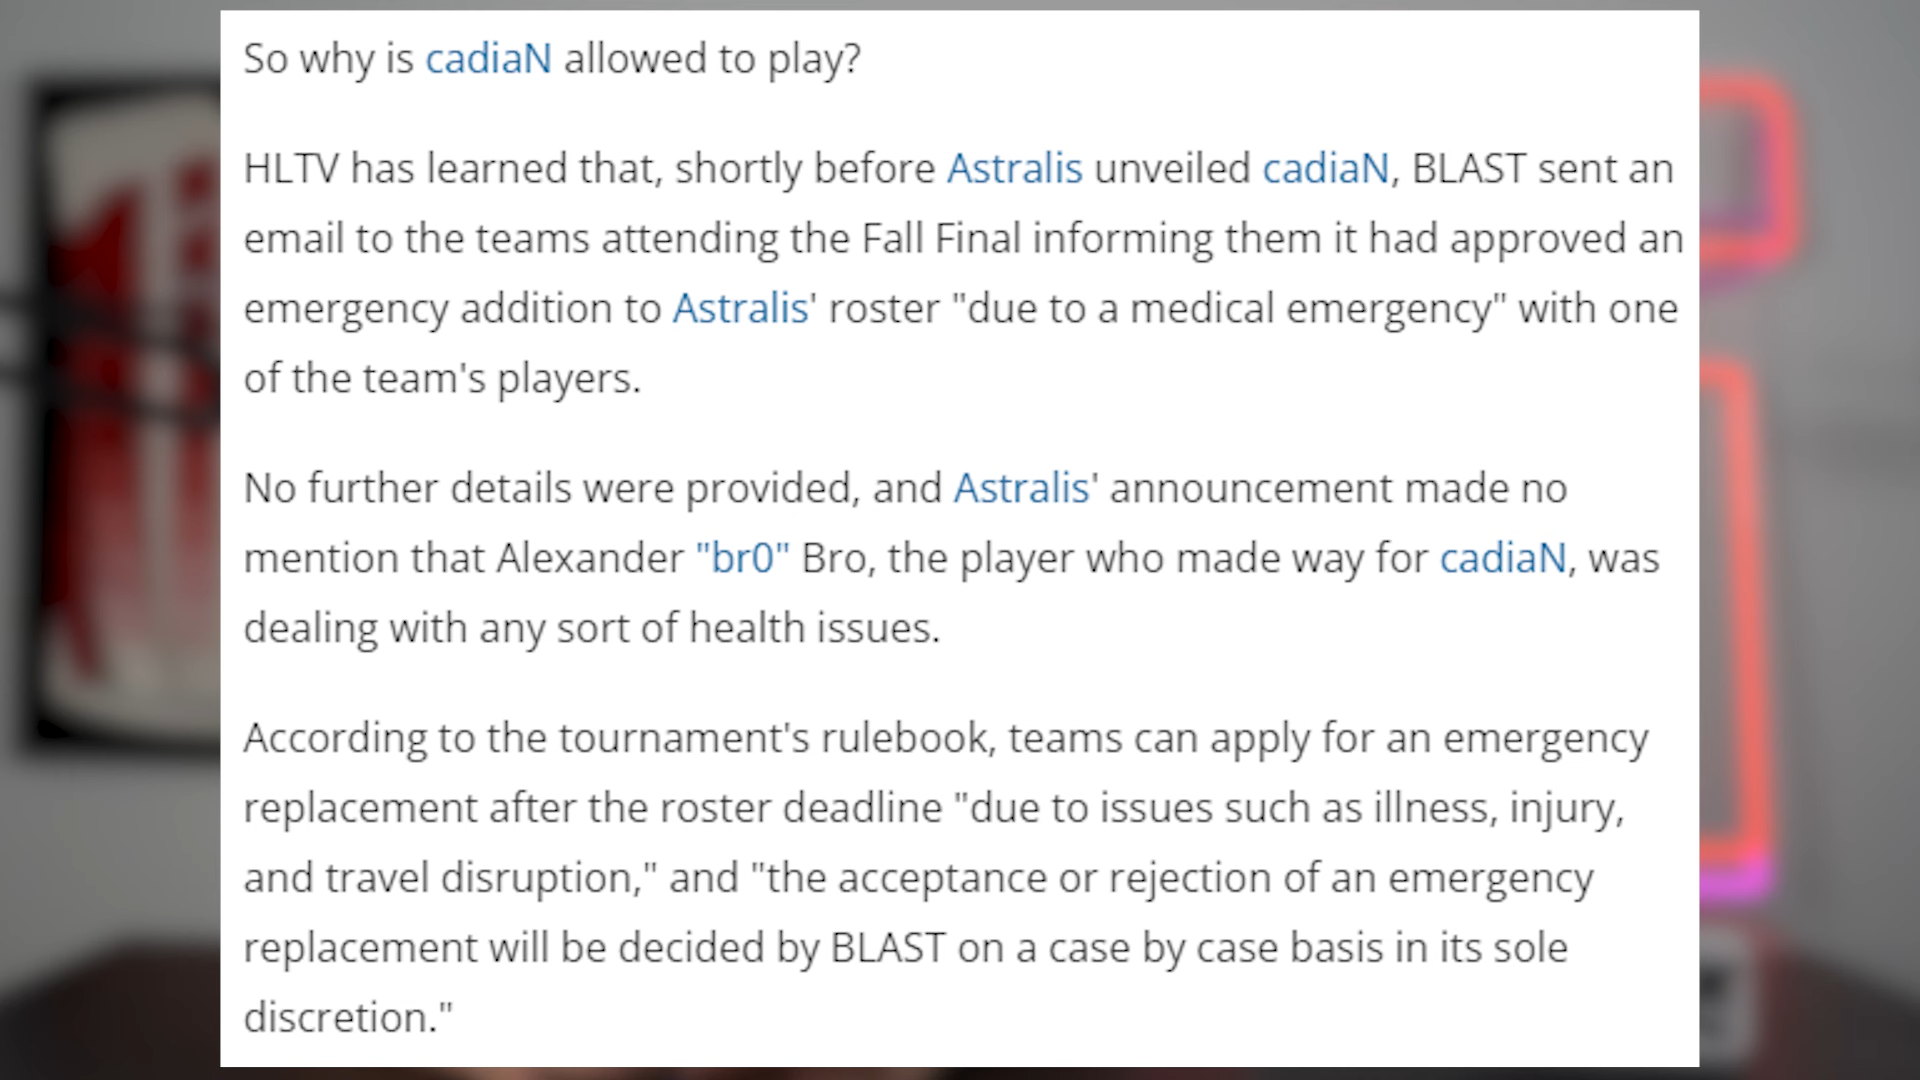 So why is cadiaN allowed to play?
HLTV has learned that, shortly before Astralis unveiled cadiaN, BLAST sent an
email to the teams attending the Fall Final informing them it had approved an
emergency addition to Astralis' roster "due to a medical emergency" with one
of the team's players.
No further details were provided, and Astralis' announcement made no
mention that Alexander "br0" Bro, the player who made way for cadiaN, was
dealing with any sort of health issues.
According to the tournament's rulebook, teams can apply for an emergency
replacement after the roster deadline "due to issues such as illness, injury,
and travel disruption," and "the acceptance or rejection of an emergency
replacement will be decided by BLAST on a case by case basis in its sole
discretion."